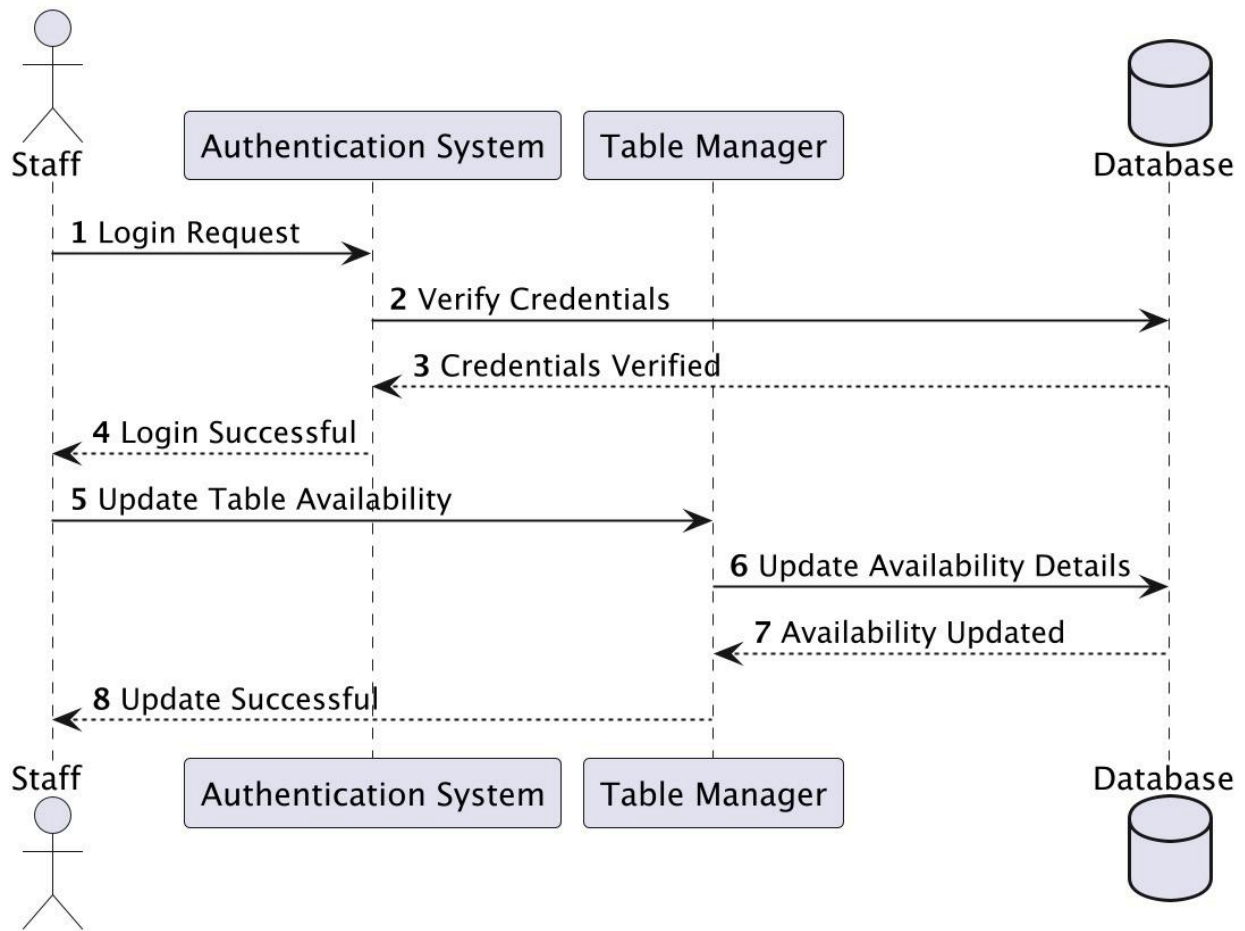 Staff
Authentication System
Table Manager
Database
1 Login Request
2 Verify Credentials
3 Credentials Verified
4 Login Successful
5 Update Table Availability
6 Update Availability Details
7 Availability Updated
8 Update Successful
Staff
Authentication System
Table Manager
Database